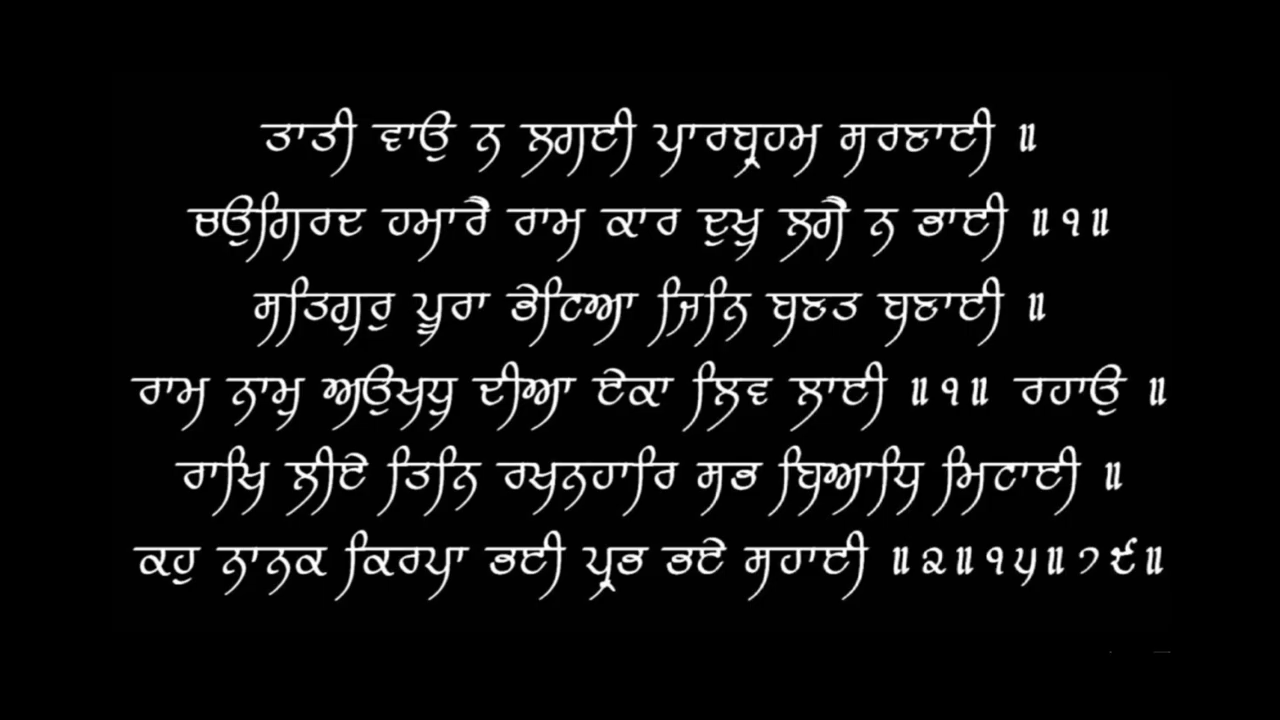 ਤਾਤੀ ਵਾਉ ਨ ਲਗਈ ਪਾਰਬ੍ਰਹਮ ਸਰਣਾਈ ॥
ਚਉਗਿਰਦ ਹਮਾਰੈ ਰਾਮ ਕਾਰ ਦੁਖੁ ਲਗੈ ਨ ਭਾਈ ॥੧॥
ਸਤਿਗੁਰੁ ਪੂਰਾ ਭੇਟਿਆ ਜਿਨਿ ਬਣਤ ਬਣਾਈ ॥
ਰਾਮ ਨਾਮੁ ਅਉਖਧੁ ਦੀਆ ਏਕਾ ਲਿਵ ਲਾਈ ॥੧॥ ਰਹਾਉ ॥
ਰਾਖਿ ਲੀਏ ਤਿਨਿ ਰਖਨਹਾਰਿ ਸਭ ਬਿਆਧਿ ਮਿਟਾਈ ॥
ਕਹੁ ਨਾਨਕ ਕਿਰਪਾ ਭਈ ਪ੍ਰਭ ਭਏ ਸਹਾਈ ॥੨॥੧੫॥੭੯॥